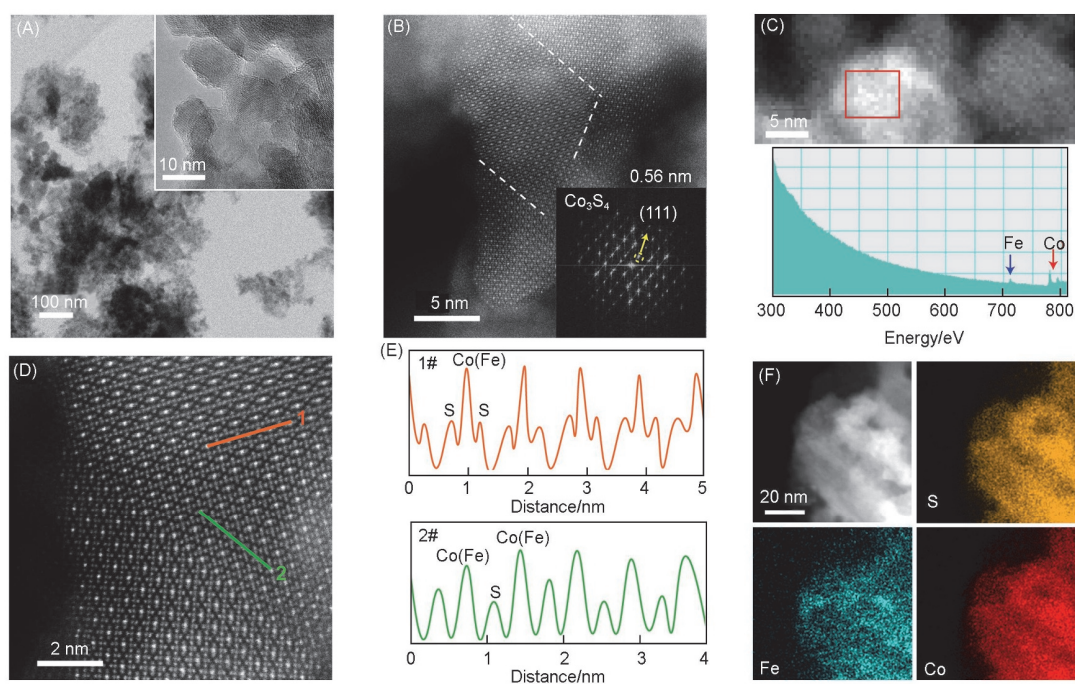 (A)
10 nm
100 nm
(B)
0.56 nm
Co₃S₄
(111)
5 nm
(C)
5 nm
Fe
Co
300 400 500 600 700 800
Energy/eV
(D)
1
2
2 nm
(E)
1#
Co(Fe)
S
S
0 1 2 3 4 5
Distance/nm
2#
Co(Fe)
Co(Fe)
S
0 1 2 3 4
Distance/nm
(F)
20 nm
S
Fe
Co